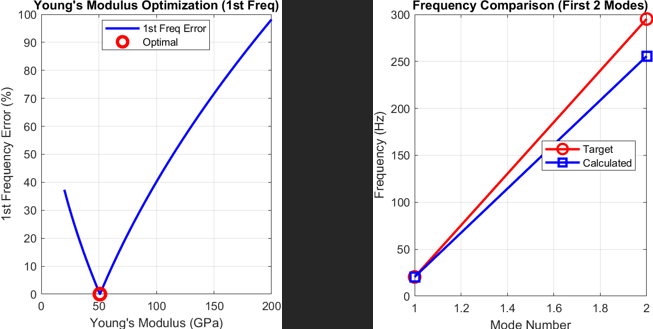 Young's Modulus Optimization (1st Freq)
100
90
80
70
60
50
40
30
20
10
0
1st Frequency Error (%)
1st Freq Error
Optimal
0
50
100
150
200
Young's Modulus (GPa)
Frequency Comparison (First 2 Modes)
300
250
200
150
100
50
0
Frequency (Hz)
Target
Calculated
1
1.2
1.4
1.6
1.8
2
Mode Number